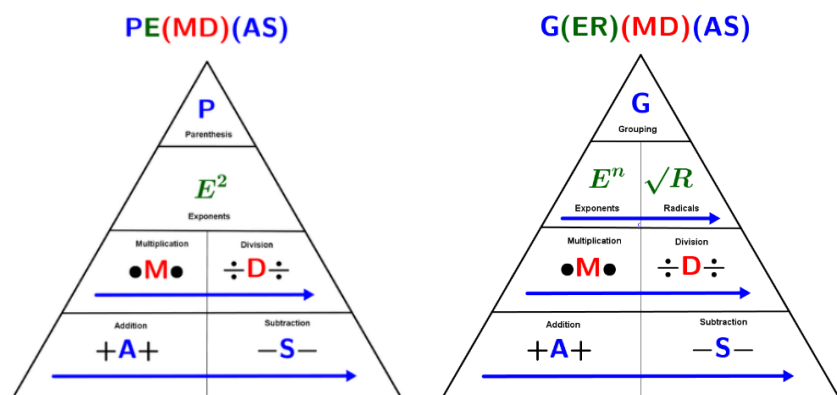 PE(MD)(AS)
P
Parenthesis
E²
Exponents
Multiplication Division
•M• ÷D÷
Addition Subtraction
+A+ −S−
G(ER)(MD)(AS)
G
Grouping
Eⁿ √R
Exponents Radicals
Multiplication Division
•M• ÷D÷
Addition Subtraction
+A+ −S−